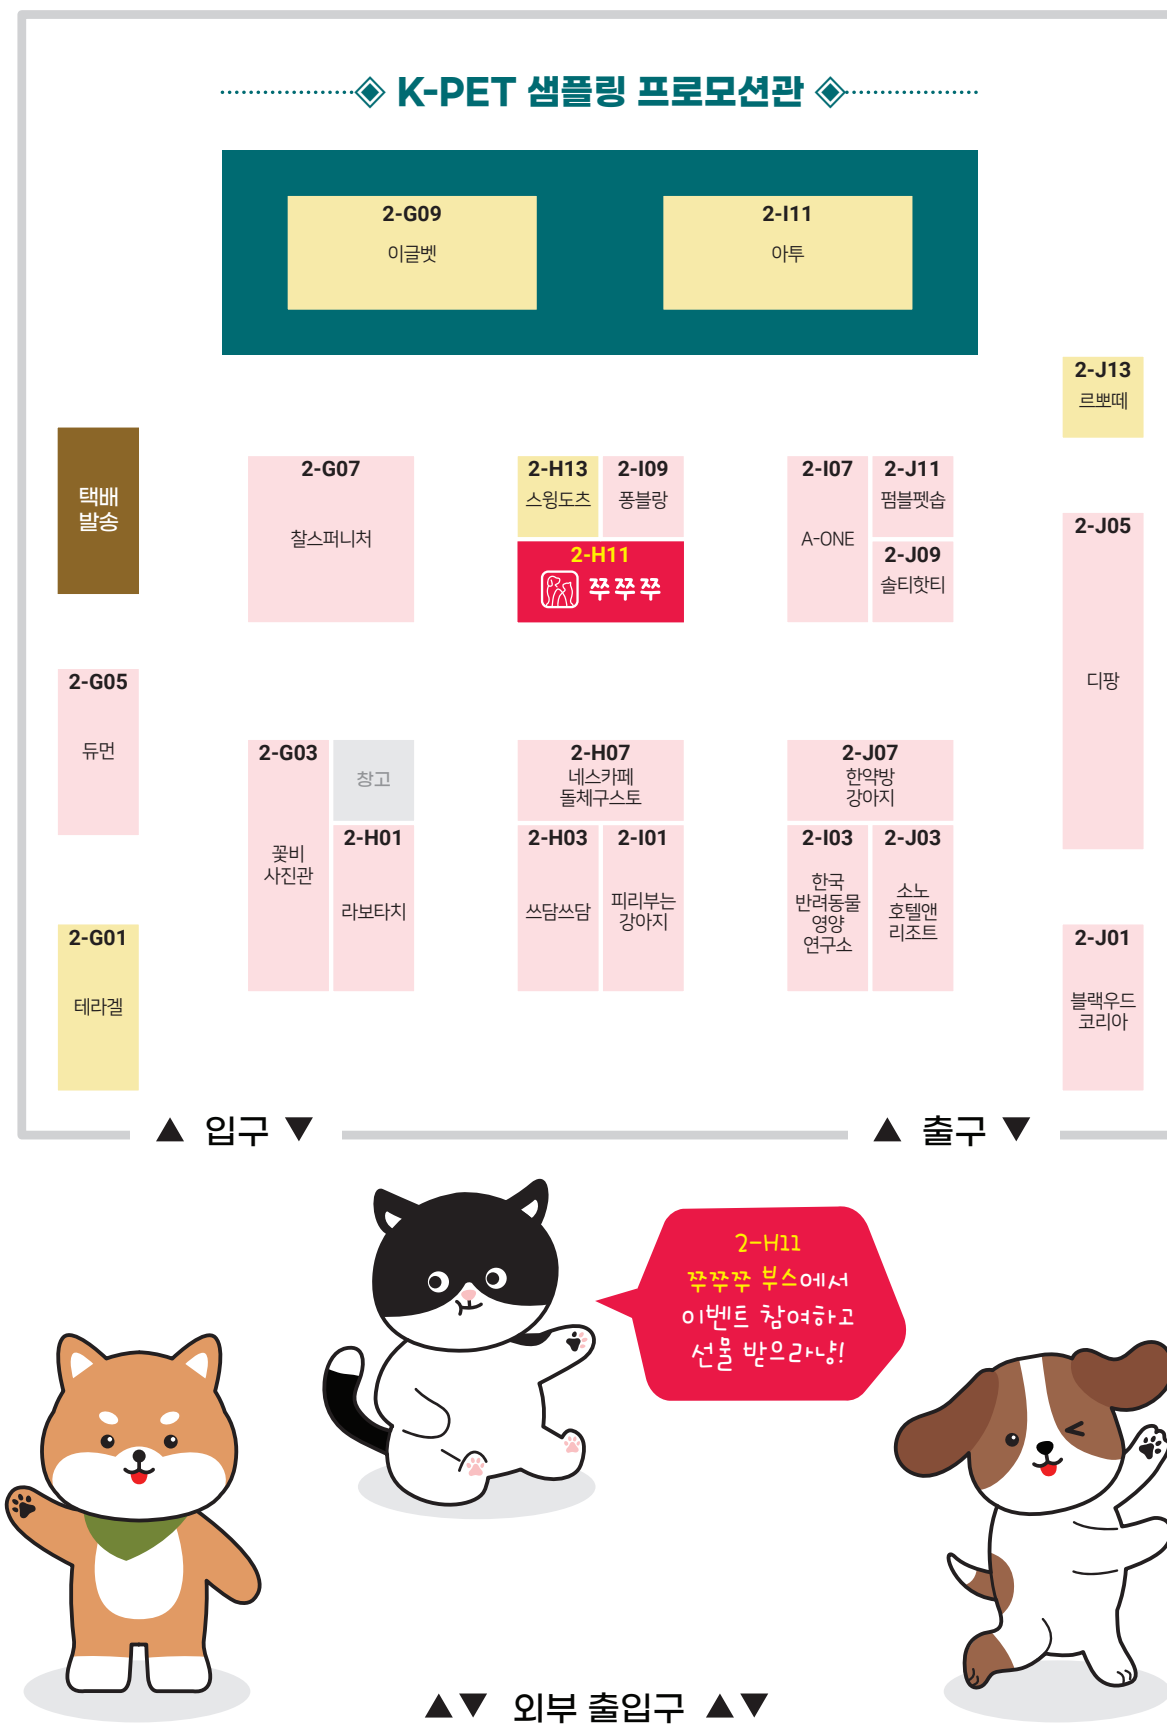 K-PET 샘플링 프로모션관
2-G09
이글벳
2-I11
아투
2-J13
르뽀떼
택배
발송
2-G07
찰스퍼니처
2-H13
스윙도츠
2-I09
퐁블랑
2-H11
쭈쭈쭈
2-I07
A-ONE
2-J11
펌블펫솝
2-J09
솔티핫티
2-J05
디팡
2-G05
듀먼
2-G03
꽃비
사진관
창고
2-H01
라보타치
2-H07
네스카페
돌체구스토
2-H03
쓰담쓰담
2-I01
피리부는
강아지
2-J07
한약방
강아지
2-I03
한국
반려동물
영양
연구소
2-J03
소노
호텔앤
리조트
2-G01
테라겔
2-J01
블랙우드
코리아
▲ 입구 ▼
▲ 출구 ▼
2-H11
쭈쭈쭈 부스에서
이벤트 참여하고
선물 받으라냥!
▲▼ 외부 출입구 ▲▼